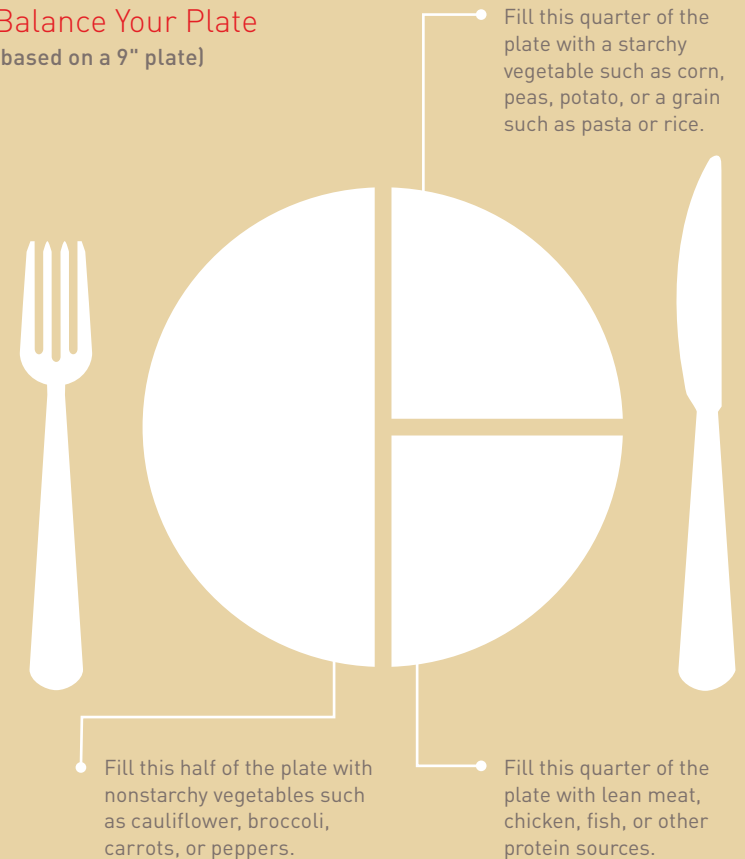 Balance Your Plate
(based on a 9" plate)
Fill this quarter of the
plate with a starchy
vegetable such as corn,
peas, potato, or a grain
such as pasta or rice.
Fill this half of the plate with
nonstarchy vegetables such
as cauliflower, broccoli,
carrots, or peppers.
Fill this quarter of the
plate with lean meat,
chicken, fish, or other
protein sources.